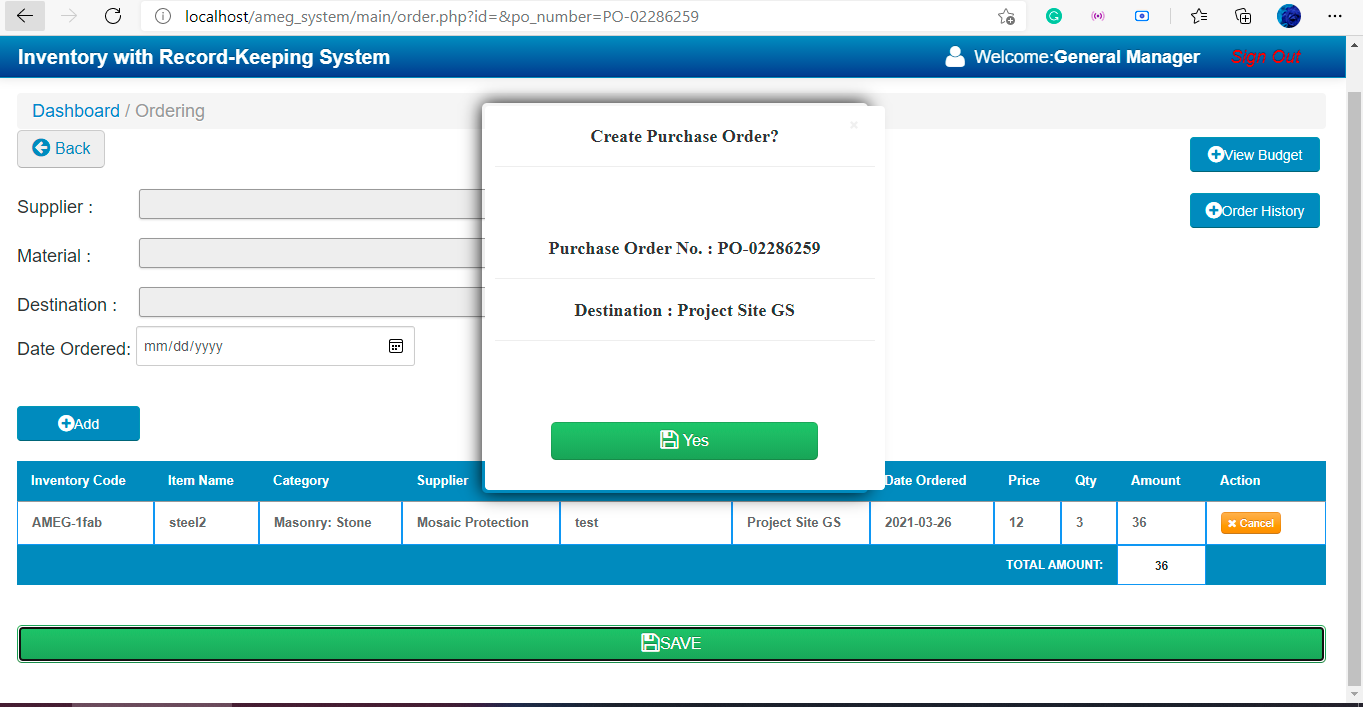 localhost/ameg_system/main/order.php?id=&po_number=PO-02286259
Inventory with Record-Keeping System
Welcome:General Manager
Sign Out
Dashboard / Ordering
×
Create Purchase Order?
Back
View Budget
Supplier :
Order History
Purchase Order No. : PO-02286259
Material :
Destination :
Destination : Project Site GS
Date Ordered: mm/dd/yyyy
Add
Yes
Inventory Code Item Name Category Supplier Date Ordered Price Qty Amount Action
AMEG-1fab steel2 Masonry: Stone Mosaic Protection test Project Site GS 2021-03-26 12 3 36 Cancel
TOTAL AMOUNT: 36
SAVE